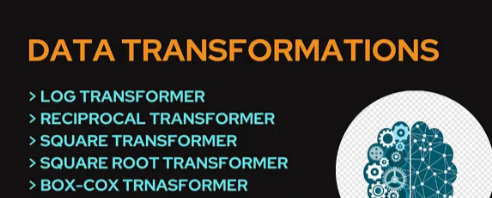 DATA TRANSFORMATIONS
> LOG TRANSFORMER
> RECIPROCAL TRANSFORMER
> SQUARE TRANSFORMER
> SQUARE ROOT TRANSFORMER
> BOX-COX TRNASFORMER